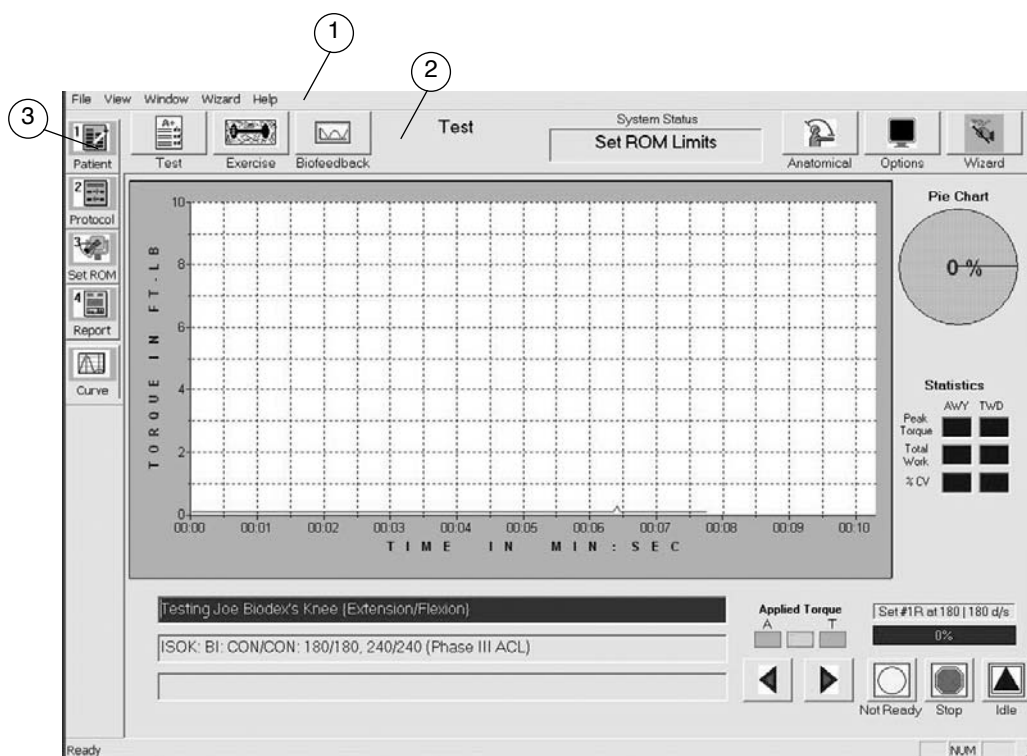 1
2
3
File View Window Wizard Help
A+
Test Exercise Biofeedback
Test
System Status
Set ROM Limits
Anatomical Options Wizard
1
Patient
2
Protocol
3
Set ROM
4
Report
Curve
TORQUE IN FT-LB
10
8
6
4
2
0
00:00 00:01 00:02 00:03 00:04 00:05 00:06 00:07 00:08 00:09 00:10
TIME IN MIN:SEC
Pie Chart
0 %
Statistics
AWY TWD
Peak
Torque
Total
Work
% CV
Testing Joe Biodex's Knee (Extension/Flexion)
ISOK: BI: CON/CON: 180/180, 240/240 (Phase III ACL)
Applied Torque
A T
Set #1R at 180 | 180 d/s
0%
Not Ready Stop Idle
Ready
NUM